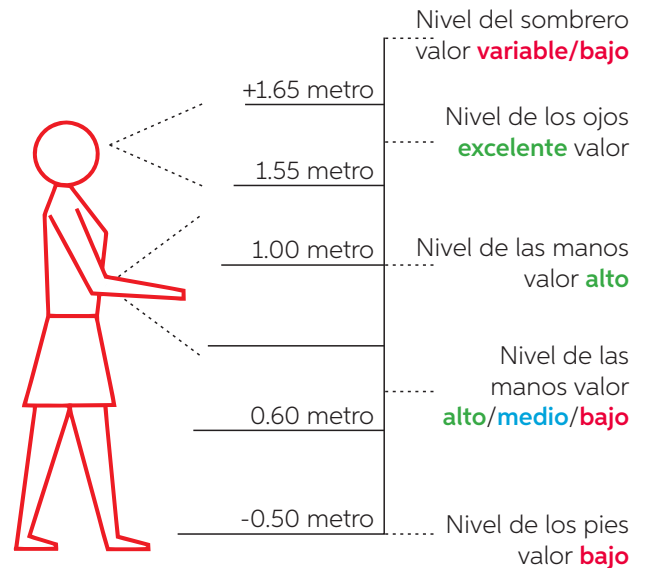 Nivel del sombrero
valor variable/bajo
+1.65 metro
Nivel de los ojos
excelente valor
1.55 metro
1.00 metro
Nivel de las manos
valor alto
Nivel de las
manos valor
alto/medio/bajo
0.60 metro
-0.50 metro
Nivel de los pies
valor bajo